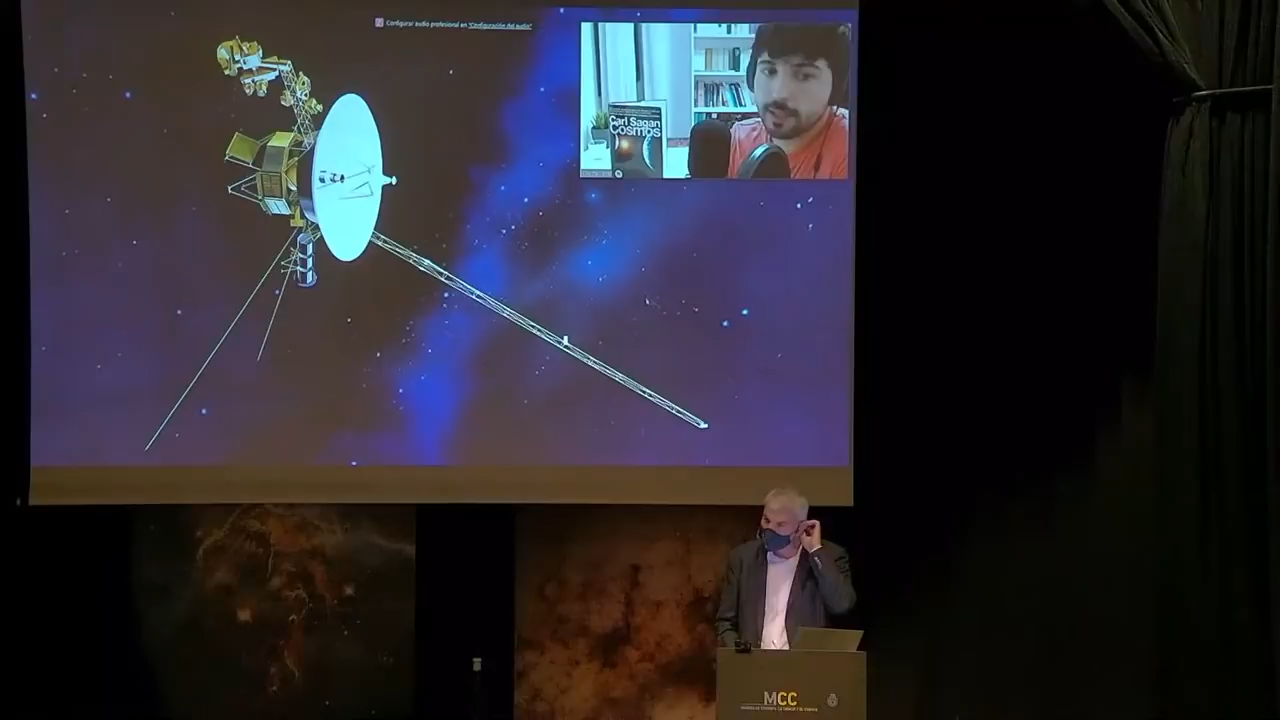 Configurar audio profesional en "Configuración del audio"
Carl Sagan
Cosmos
MCC